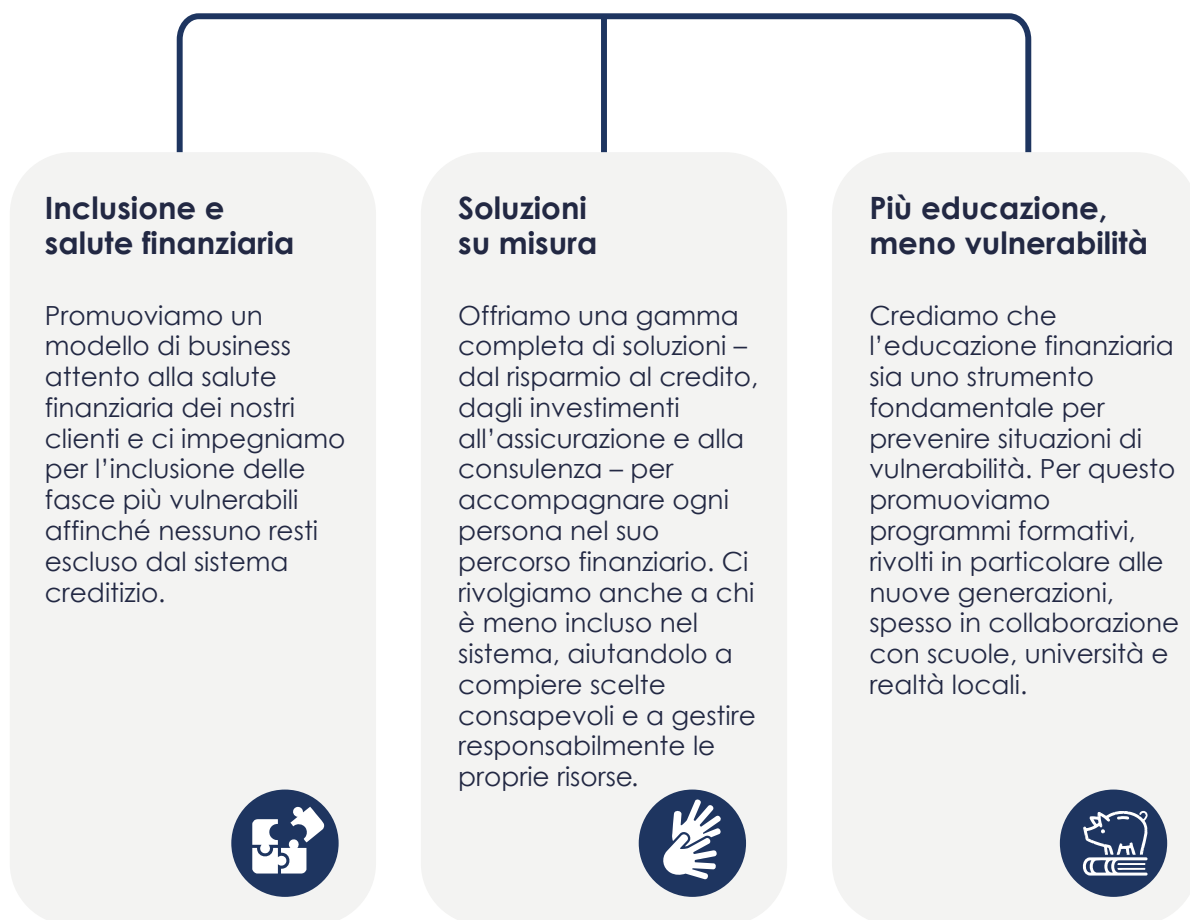 Inclusione e
salute finanziaria
Promuoviamo un
modello di business
attento alla salute
finanziaria dei nostri
clienti e ci impegniamo
per l’inclusione delle
fasce più vulnerabili
affinché nessuno resti
escluso dal sistema
creditizio.
Soluzioni
su misura
Offriamo una gamma
completa di soluzioni –
dal risparmio al credito,
dagli investimenti
all’assicurazione e alla
consulenza – per
accompagnare ogni
persona nel suo
percorso finanziario. Ci
rivolgiamo anche a chi
è meno incluso nel
sistema, aiutandolo a
compiere scelte
consapevoli e a gestire
responsabilmente le
proprie risorse.
Più educazione,
meno vulnerabilità
Crediamo che
l’educazione finanziaria
sia uno strumento
fondamentale per
prevenire situazioni di
vulnerabilità. Per questo
promuoviamo
programmi formativi,
rivolti in particolare alle
nuove generazioni,
spesso in collaborazione
con scuole, università e
realtà locali.